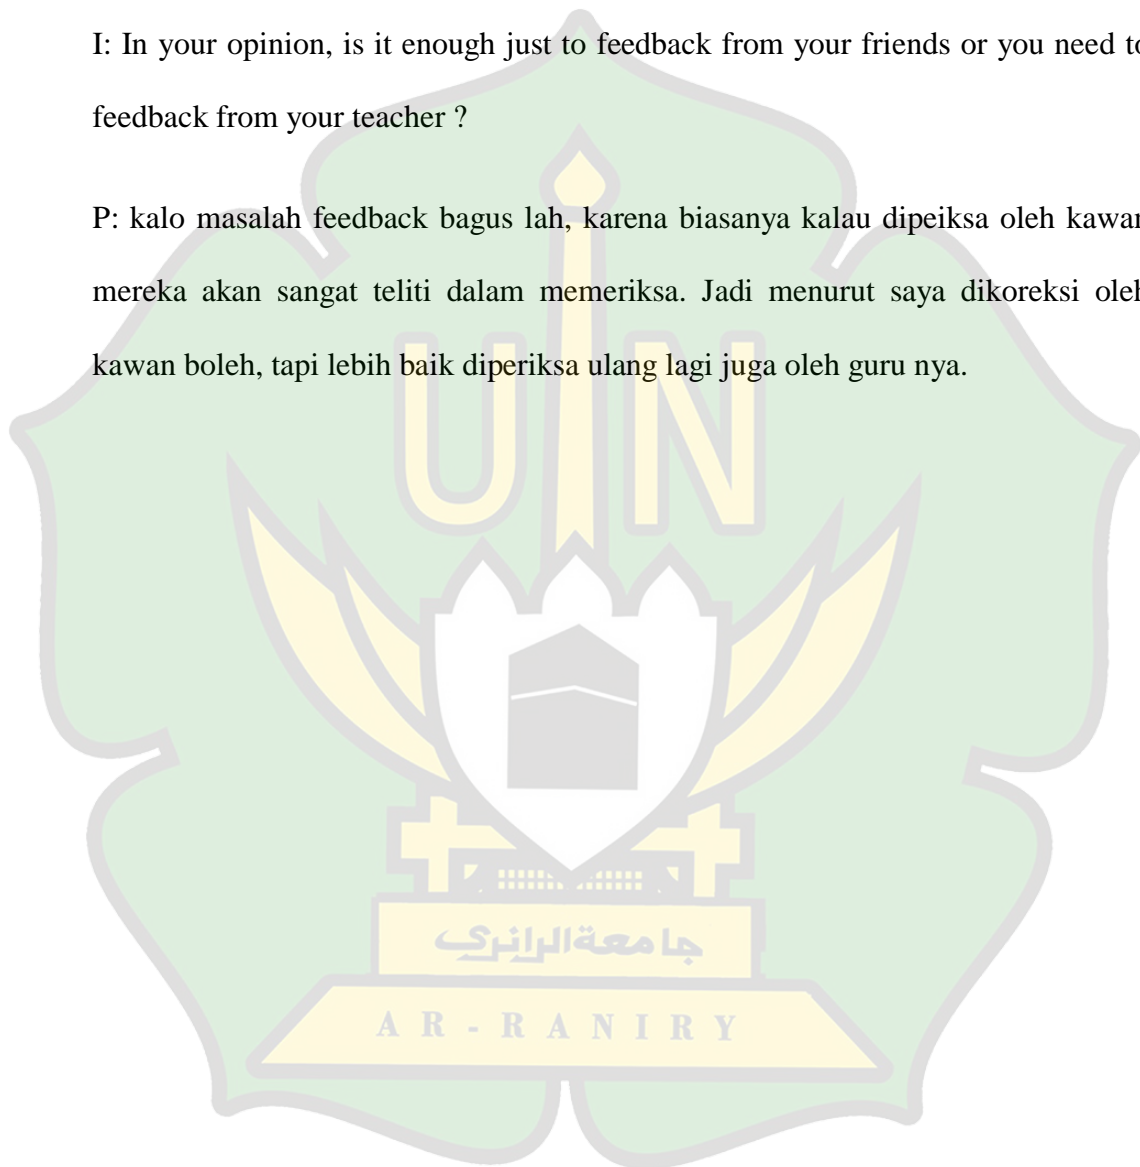 I: In your opinion, is it enough just to feedback from your friends or you need to
feedback from your teacher ?
P: kalo masalah feedback bagus lah, karena biasanya kalau dipeiksa oleh kawan
mereka akan sangat teliti dalam memeriksa. Jadi menurut saya dikoreksi oleh
kawan boleh, tapi lebih baik diperiksa ulang lagi juga oleh guru nya.
U N
جامعةالرانري
AR-RANIRY